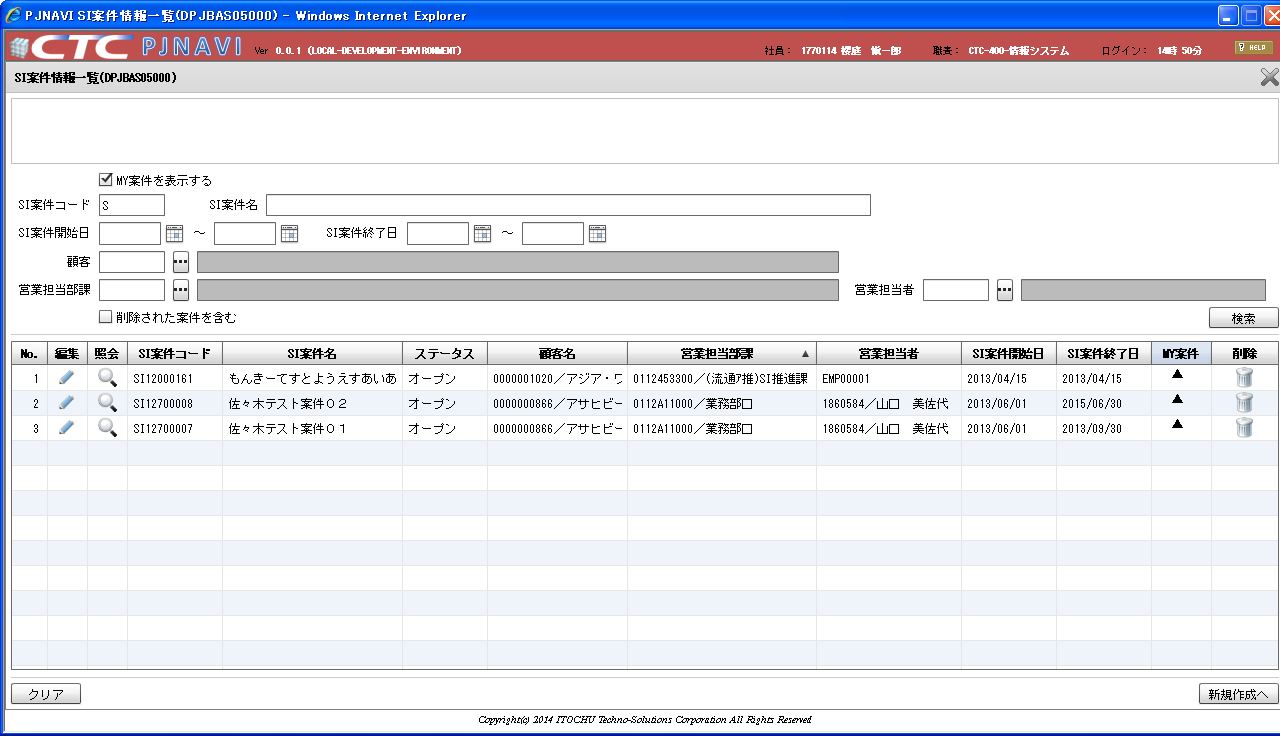 PJNAVI SI案件情報一覧(DPJBAS05000) - Windows Internet Explorer
CTC PJNAVI Ver 0.0.1 (LOCAL-DEVELOPMENT-ENVIRONMENT) 社員： 1770114 櫻庭 愼一郎 職責： CTC-400-情報システム ログイン： 14時 50分 ? HELP
SI案件情報一覧(DPJBAS05000)
MY案件を表示する
SI案件コード S SI案件名
SI案件開始日 ～ SI案件終了日 ～
顧客 ...
営業担当部課 ... 営業担当者 ...
削除された案件を含む 検索
No. 編集 照会 SI案件コード SI案件名 ステータス 顧客名 営業担当部課 ▲ 営業担当者 SI案件開始日 SI案件終了日 MY案件 削除
1 SI12000161 もんきーてすとようえすあいあ オープン 0000001020／アジア・ワ 0112453300／(流通ｱ推)SI推進課 EMP00001 2013/04/15 2013/04/15 ▲
2 SI12700008 佐々木テスト案件０２ オープン 0000000866／アサヒビー 0112A11000／業務部□ 1860584／山口 美佐代 2013/06/01 2015/06/30 ▲
3 SI12700007 佐々木テスト案件０１ オープン 0000000866／アサヒビー 0112A11000／業務部□ 1860584／山口 美佐代 2013/06/01 2013/09/30 ▲
クリア 新規作成へ
Copyright(c) 2014 ITOCHU Techno-Solutions Corporation All Rights Reserved